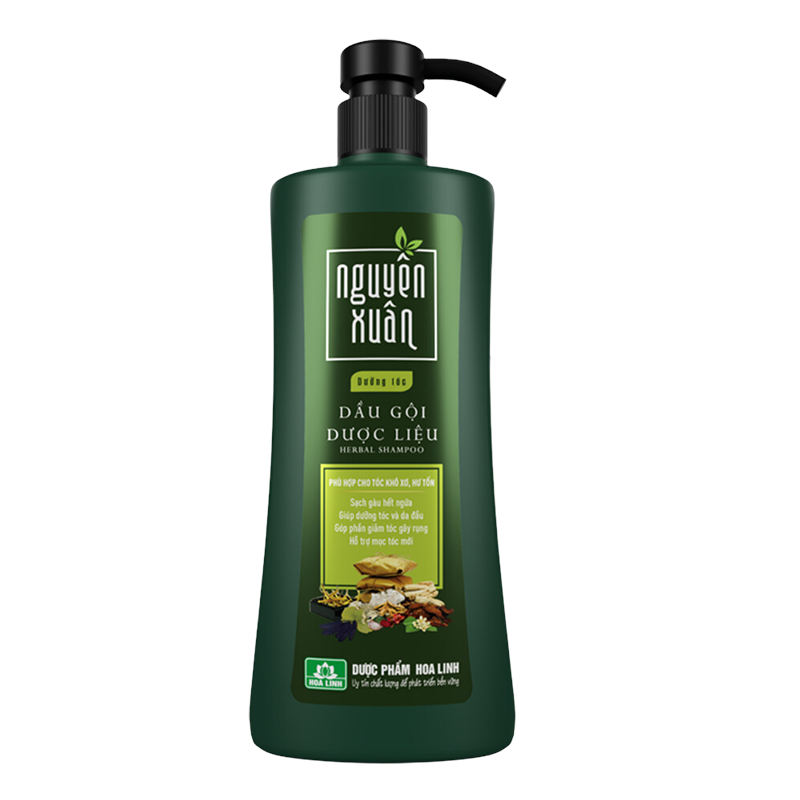 nguyên
xuân
Dưỡng tóc
DẦU GỘI
DƯỢC LIỆU
HERBAL SHAMPOO
PHÙ HỢP CHO TÓC KHÔ XƠ, HƯ TỔN
Sạch gàu hết ngứa
Giúp dưỡng tóc và da đầu
Góp phần giảm tóc gãy rụng
Hỗ trợ mọc tóc mới
HOA LINH
DƯỢC PHẨM HOA LINH
Uy tín chất lượng để phát triển bền vững